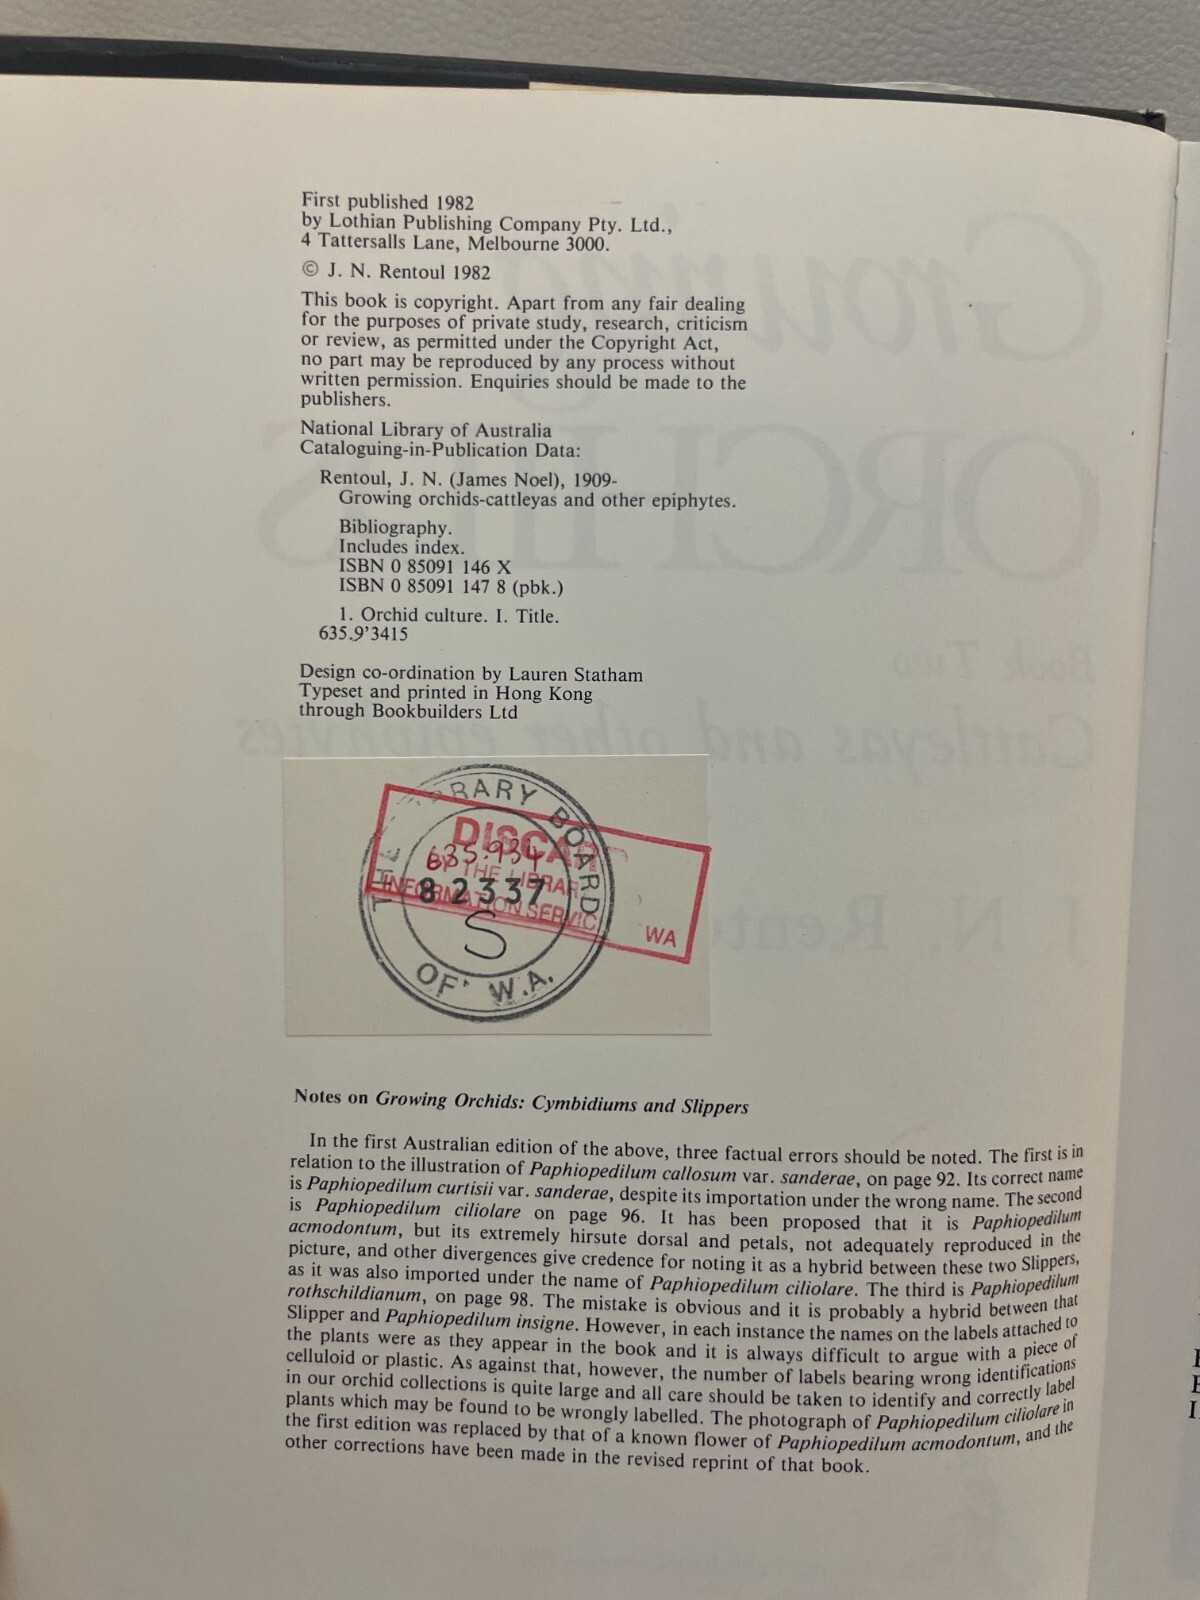 First published 1982
by Lothian Publishing Company Pty. Ltd.,
4 Tattersalls Lane, Melbourne 3000.
© J. N. Rentoul 1982
This book is copyright. Apart from any fair dealing
for the purposes of private study, research, criticism
or review, as permitted under the Copyright Act,
no part may be reproduced by any process without
written permission. Enquiries should be made to the
publishers.
National Library of Australia
Cataloguing-in-Publication Data:
Rentoul, J. N. (James Noel), 1909-
Growing orchids-cattleyas and other epiphytes.
Bibliography.
Includes index.
ISBN 0 85091 146 X
ISBN 0 85091 147 8 (pbk.)
1. Orchid culture. I. Title.
635.9'3415
Design co-ordination by Lauren Statham
Typeset and printed in Hong Kong
through Bookbuilders Ltd
THE LIBRARY BOARD
OF W.A.
DISCAR
635.934
BY THE LIBRAR
82337
INFORMATION SERVIC
WA
S
Notes on Growing Orchids: Cymbidiums and Slippers
In the first Australian edition of the above, three factual errors should be noted. The first is in
relation to the illustration of Paphiopedilum callosum var. sanderae, on page 92. Its correct name
is Paphiopedilum curtisii var. sanderae, despite its importation under the wrong name. The second
is Paphiopedilum ciliolare on page 96. It has been proposed that it is Paphiopedilum
acmodontum, but its extremely hirsute dorsal and petals, not adequately reproduced in the
picture, and other divergences give credence for noting it as a hybrid between these two Slippers,
as it was also imported under the name of Paphiopedilum ciliolare. The third is Paphiopedilum
rothschildianum, on page 98. The mistake is obvious and it is probably a hybrid between that
Slipper and Paphiopedilum insigne. However, in each instance the names on the labels attached to
the plants were as they appear in the book and it is always difficult to argue with a piece of
celluloid or plastic. As against that, however, the number of labels bearing wrong identifications
in our orchid collections is quite large and all care should be taken to identify and correctly label
plants which may be found to be wrongly labelled. The photograph of Paphiopedilum ciliolare in
the first edition was replaced by that of a known flower of Paphiopedilum acmodontum, and the
other corrections have been made in the revised reprint of that book.